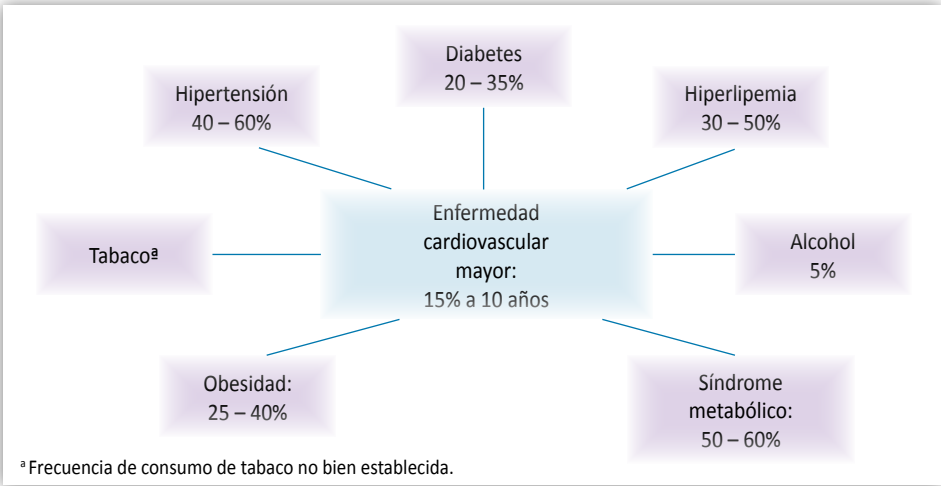 Diabetes
20 – 35%
Hipertensión
40 – 60%
Hiperlipemia
30 – 50%
Enfermedad
cardiovascular
mayor:
15% a 10 años
Tabacoª
Alcohol
5%
Obesidad:
25 – 40%
Síndrome
metabólico:
50 – 60%
ª Frecuencia de consumo de tabaco no bien establecida.